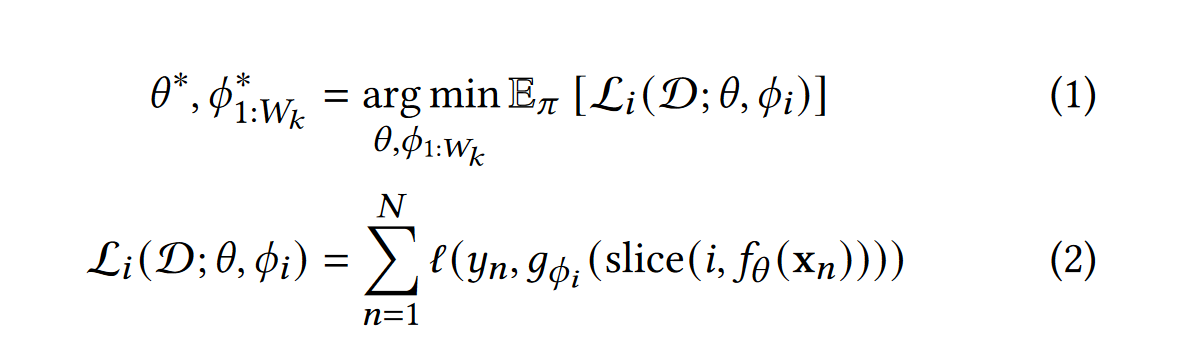 θ*, ϕ*_{1:W_k} = arg min_{θ,ϕ_{1:W_k}} 𝔼_π [ℒ_i(𝒟; θ, ϕ_i)] (1)
ℒ_i(𝒟; θ, ϕ_i) = ∑_{n=1}^{N} ℓ(y_n, g_{ϕ_i}(slice(i, f_θ(𝐱_n)))) (2)